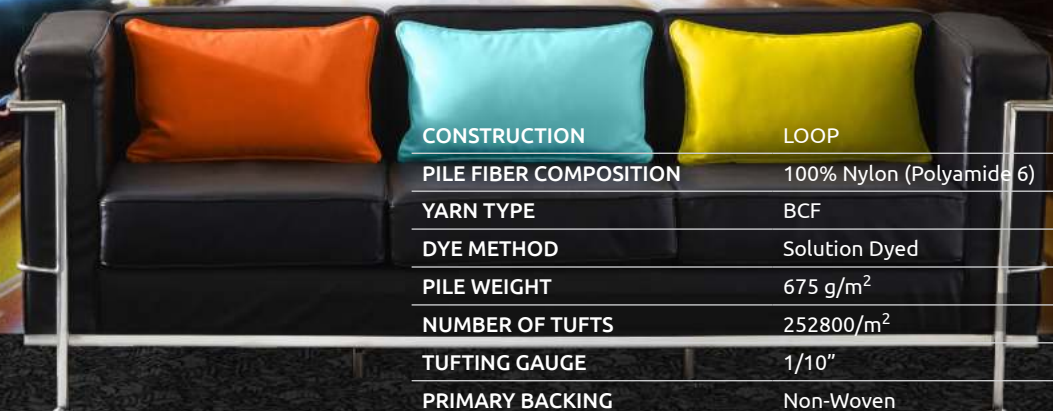 CONSTRUCTION LOOP
PILE FIBER COMPOSITION 100% Nylon (Polyamide 6)
YARN TYPE BCF
DYE METHOD Solution Dyed
PILE WEIGHT 675 g/m²
NUMBER OF TUFTS 252800/m²
TUFTING GAUGE 1/10”
PRIMARY BACKING Non-Woven